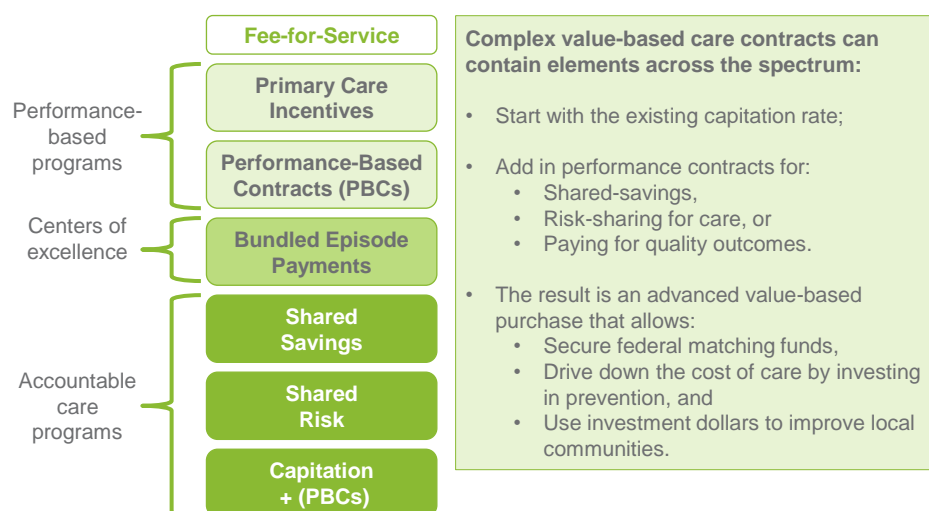 Fee-for-Service
Performance-
based
programs
Primary Care
Incentives
Performance-Based
Contracts (PBCs)
Centers of
excellence
Bundled Episode
Payments
Accountable
care
programs
Shared
Savings
Shared
Risk
Capitation
+ (PBCs)
Complex value-based care contracts can
contain elements across the spectrum:
• Start with the existing capitation rate;
• Add in performance contracts for:
• Shared-savings,
• Risk-sharing for care, or
• Paying for quality outcomes.
• The result is an advanced value-based
purchase that allows:
• Secure federal matching funds,
• Drive down the cost of care by investing
in prevention, and
• Use investment dollars to improve local
communities.